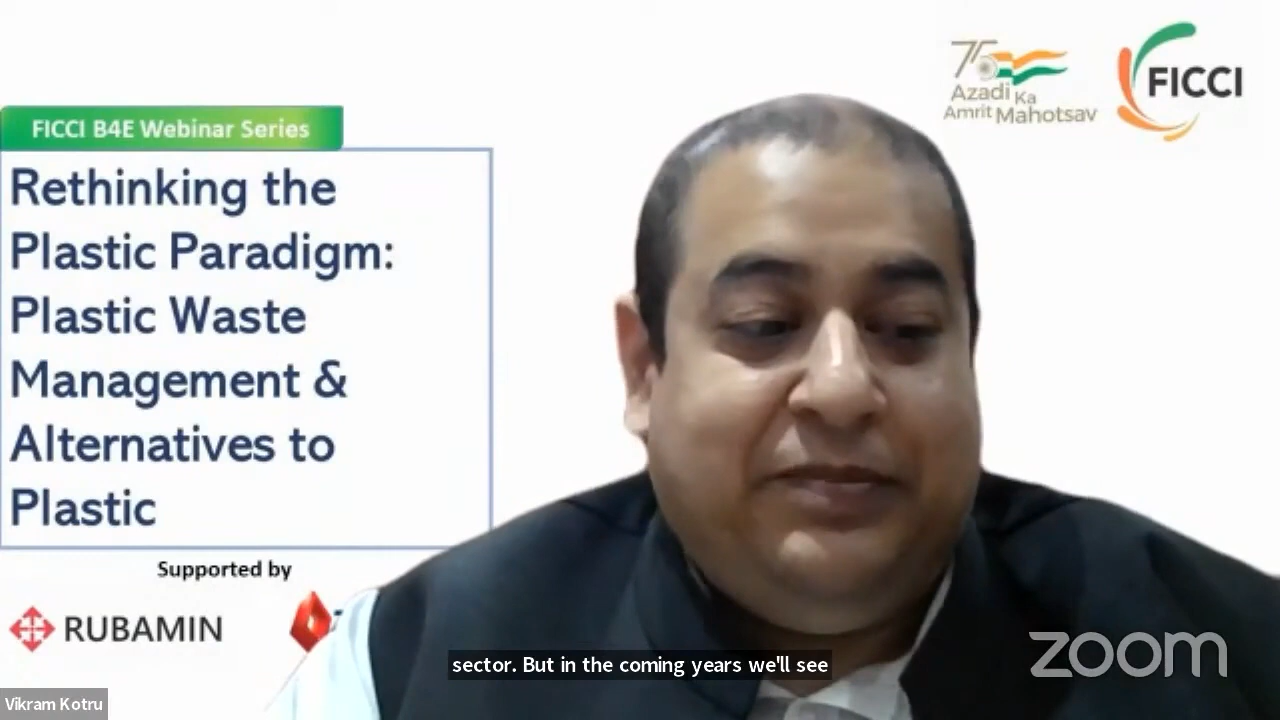 75
Azadi
Ka
Amrit Mahotsav
FICCI
FICCI B4E Webinar Series
Rethinking the
Plastic Paradigm:
Plastic Waste
Management &
Alternatives to
Plastic
Supported by
RUBAMIN
sector. But in the coming years we'll see
zoom
Vikram Kotru